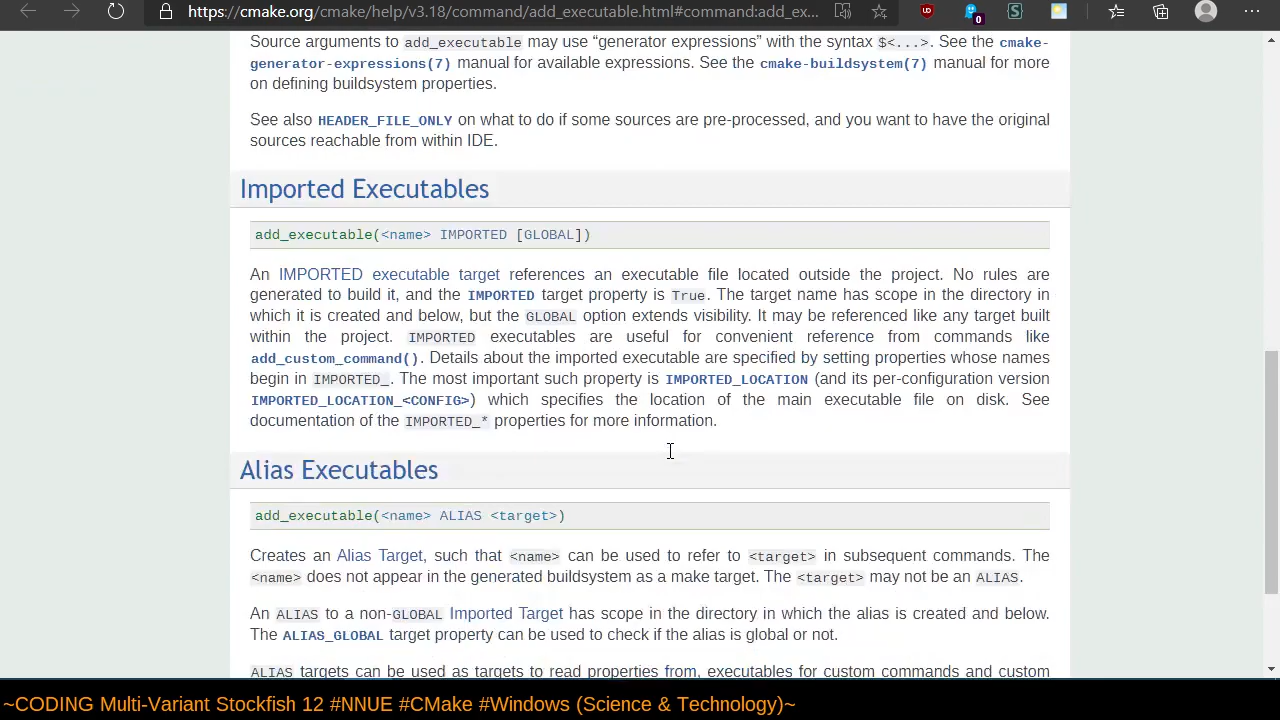 https://cmake.org/cmake/help/v3.18/command/add_executable.html#command:add_ex...
0
Source arguments to add_executable may use “generator expressions” with the syntax $<...>. See the cmake-
generator-expressions(7) manual for available expressions. See the cmake-buildsystem(7) manual for more
on defining buildsystem properties.
See also HEADER_FILE_ONLY on what to do if some sources are pre-processed, and you want to have the original
sources reachable from within IDE.
Imported Executables
add_executable(<name> IMPORTED [GLOBAL])
An IMPORTED executable target references an executable file located outside the project. No rules are
generated to build it, and the IMPORTED target property is True. The target name has scope in the directory in
which it is created and below, but the GLOBAL option extends visibility. It may be referenced like any target built
within the project. IMPORTED executables are useful for convenient reference from commands like
add_custom_command(). Details about the imported executable are specified by setting properties whose names
begin in IMPORTED_. The most important such property is IMPORTED_LOCATION (and its per-configuration version
IMPORTED_LOCATION_<CONFIG>) which specifies the location of the main executable file on disk. See
documentation of the IMPORTED_* properties for more information.
Alias Executables
add_executable(<name> ALIAS <target>)
Creates an Alias Target, such that <name> can be used to refer to <target> in subsequent commands. The
<name> does not appear in the generated buildsystem as a make target. The <target> may not be an ALIAS.
An ALIAS to a non-GLOBAL Imported Target has scope in the directory in which the alias is created and below.
The ALIAS_GLOBAL target property can be used to check if the alias is global or not.
ALIAS targets can be used as targets to read properties from, executables for custom commands and custom
~CODING Multi-Variant Stockfish 12 #NNUE #CMake #Windows (Science & Technology)~